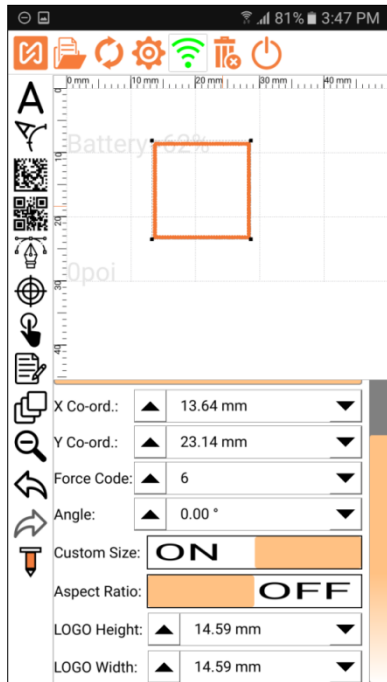 81% 3:47 PM
0 mm 10 mm 20 mm 30 mm 40 mm
0
Battery=62%
10
20
0poi
30
40
X Co-ord.: 13.64 mm
Y Co-ord.: 23.14 mm
Force Code: 6
Angle: 0.00 °
Custom Size: ON
Aspect Ratio: OFF
LOGO Height: 14.59 mm
LOGO Width: 14.59 mm